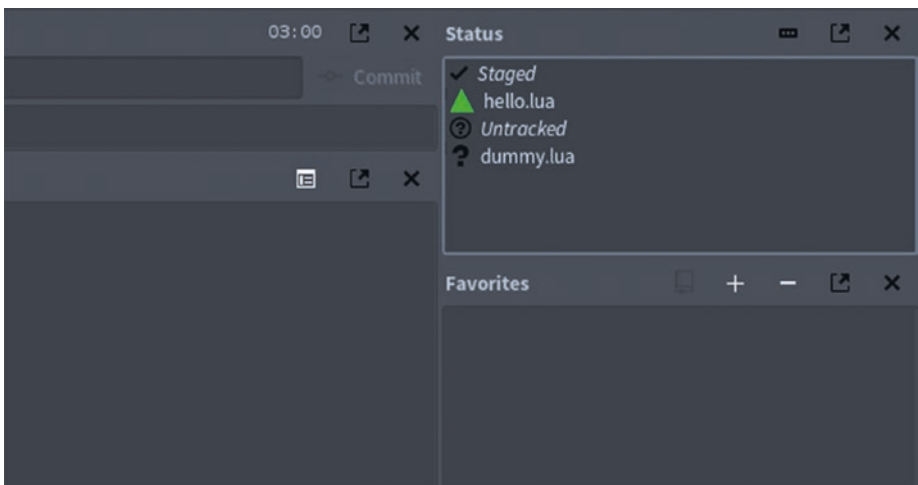 03:00
Commit
Status
Staged
hello.lua
Untracked
dummy.lua
Favorites